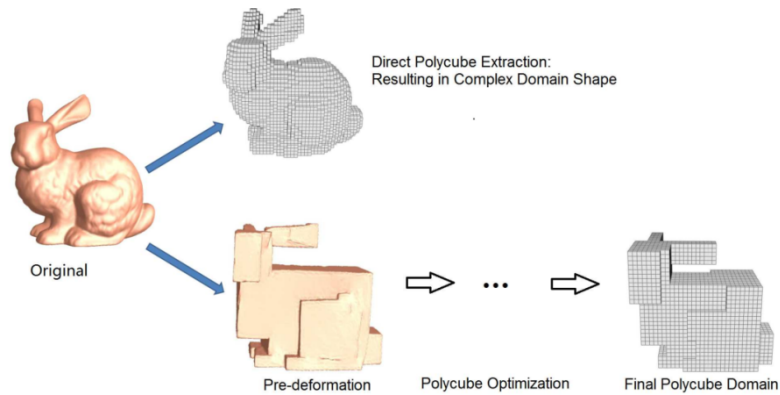 Direct Polycube Extraction:
Resulting in Complex Domain Shape
Original
Pre-deformation
Polycube Optimization
Final Polycube Domain